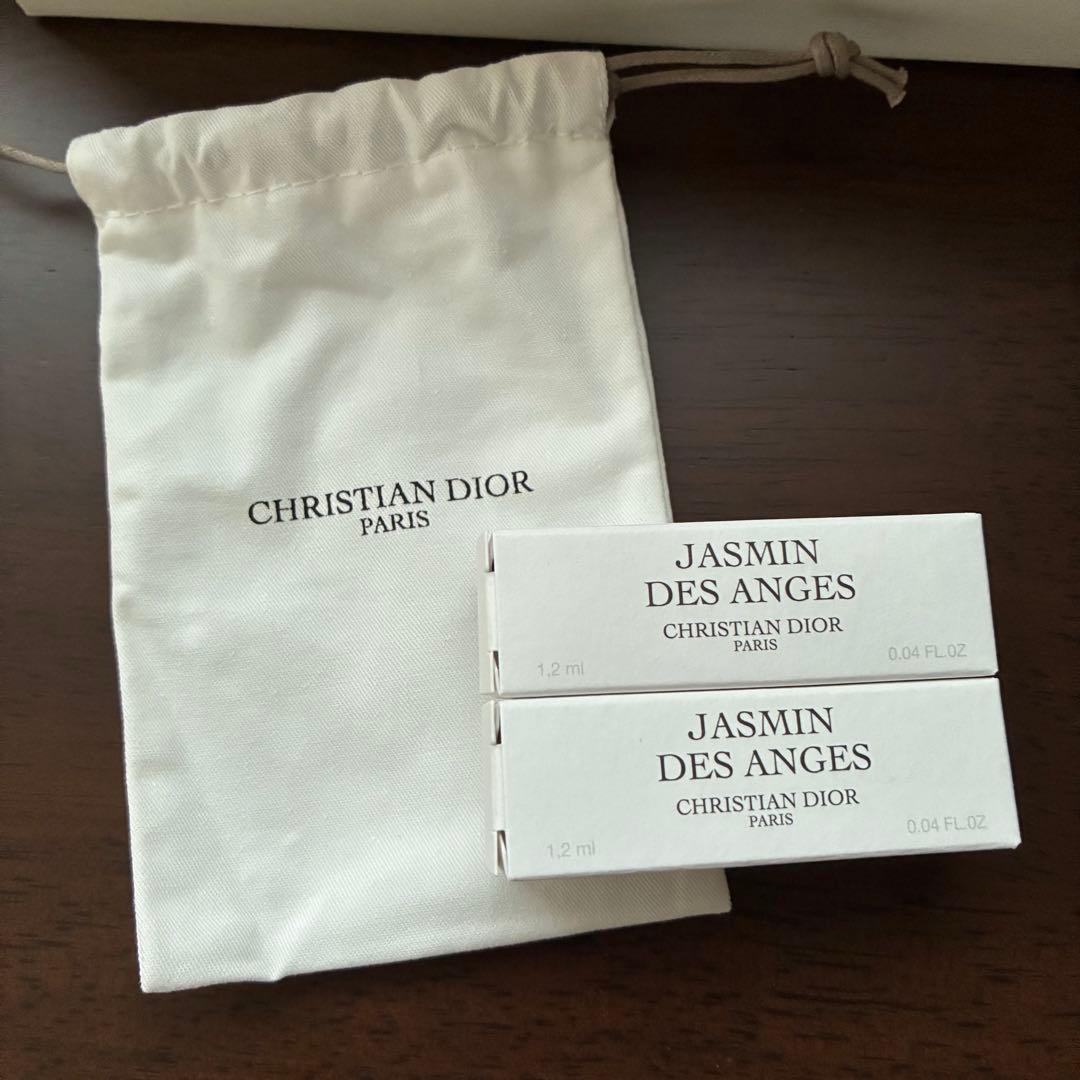 CHRISTIAN DIOR
PARIS
JASMIN
DES ANGES
CHRISTIAN DIOR
PARIS
1,2 ml
0.04 FL.OZ
JASMIN
DES ANGES
CHRISTIAN DIOR
PARIS
1,2 ml
0.04 FL.OZ